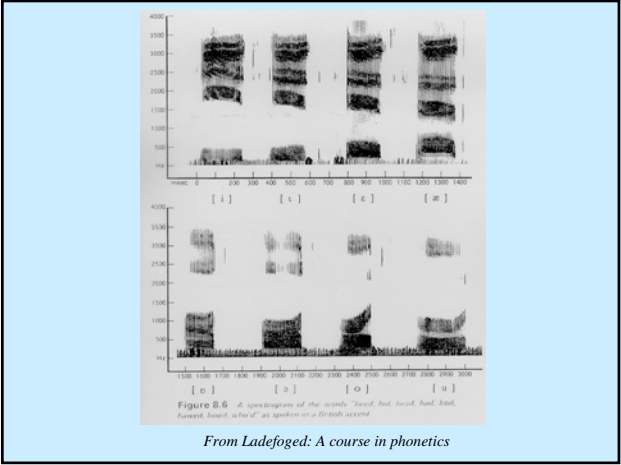 4000
3500
3000
2500
2000
1500
1000
500
Hz
msec 0 200 400 500 600 700 800 900 1000 1200 1300 1400
[ i ] [ ɪ ] [ ɛ ] [ æ ]
4000
3500
3000
2500
2000
1500
1000
500
Hz
1500 1600 1700 1800 1900 2000 2100 2200 2300 2400 2500 2600 2700 2800 2900 3000
[ ɒ ] [ ɔ ] [ ʊ ] [ u ]
Figure 8.6 A spectrogram of the words "heed, hid, head, had, hod,
hawed, hood, who'd" as spoken in a British accent.
From Ladefoged: A course in phonetics